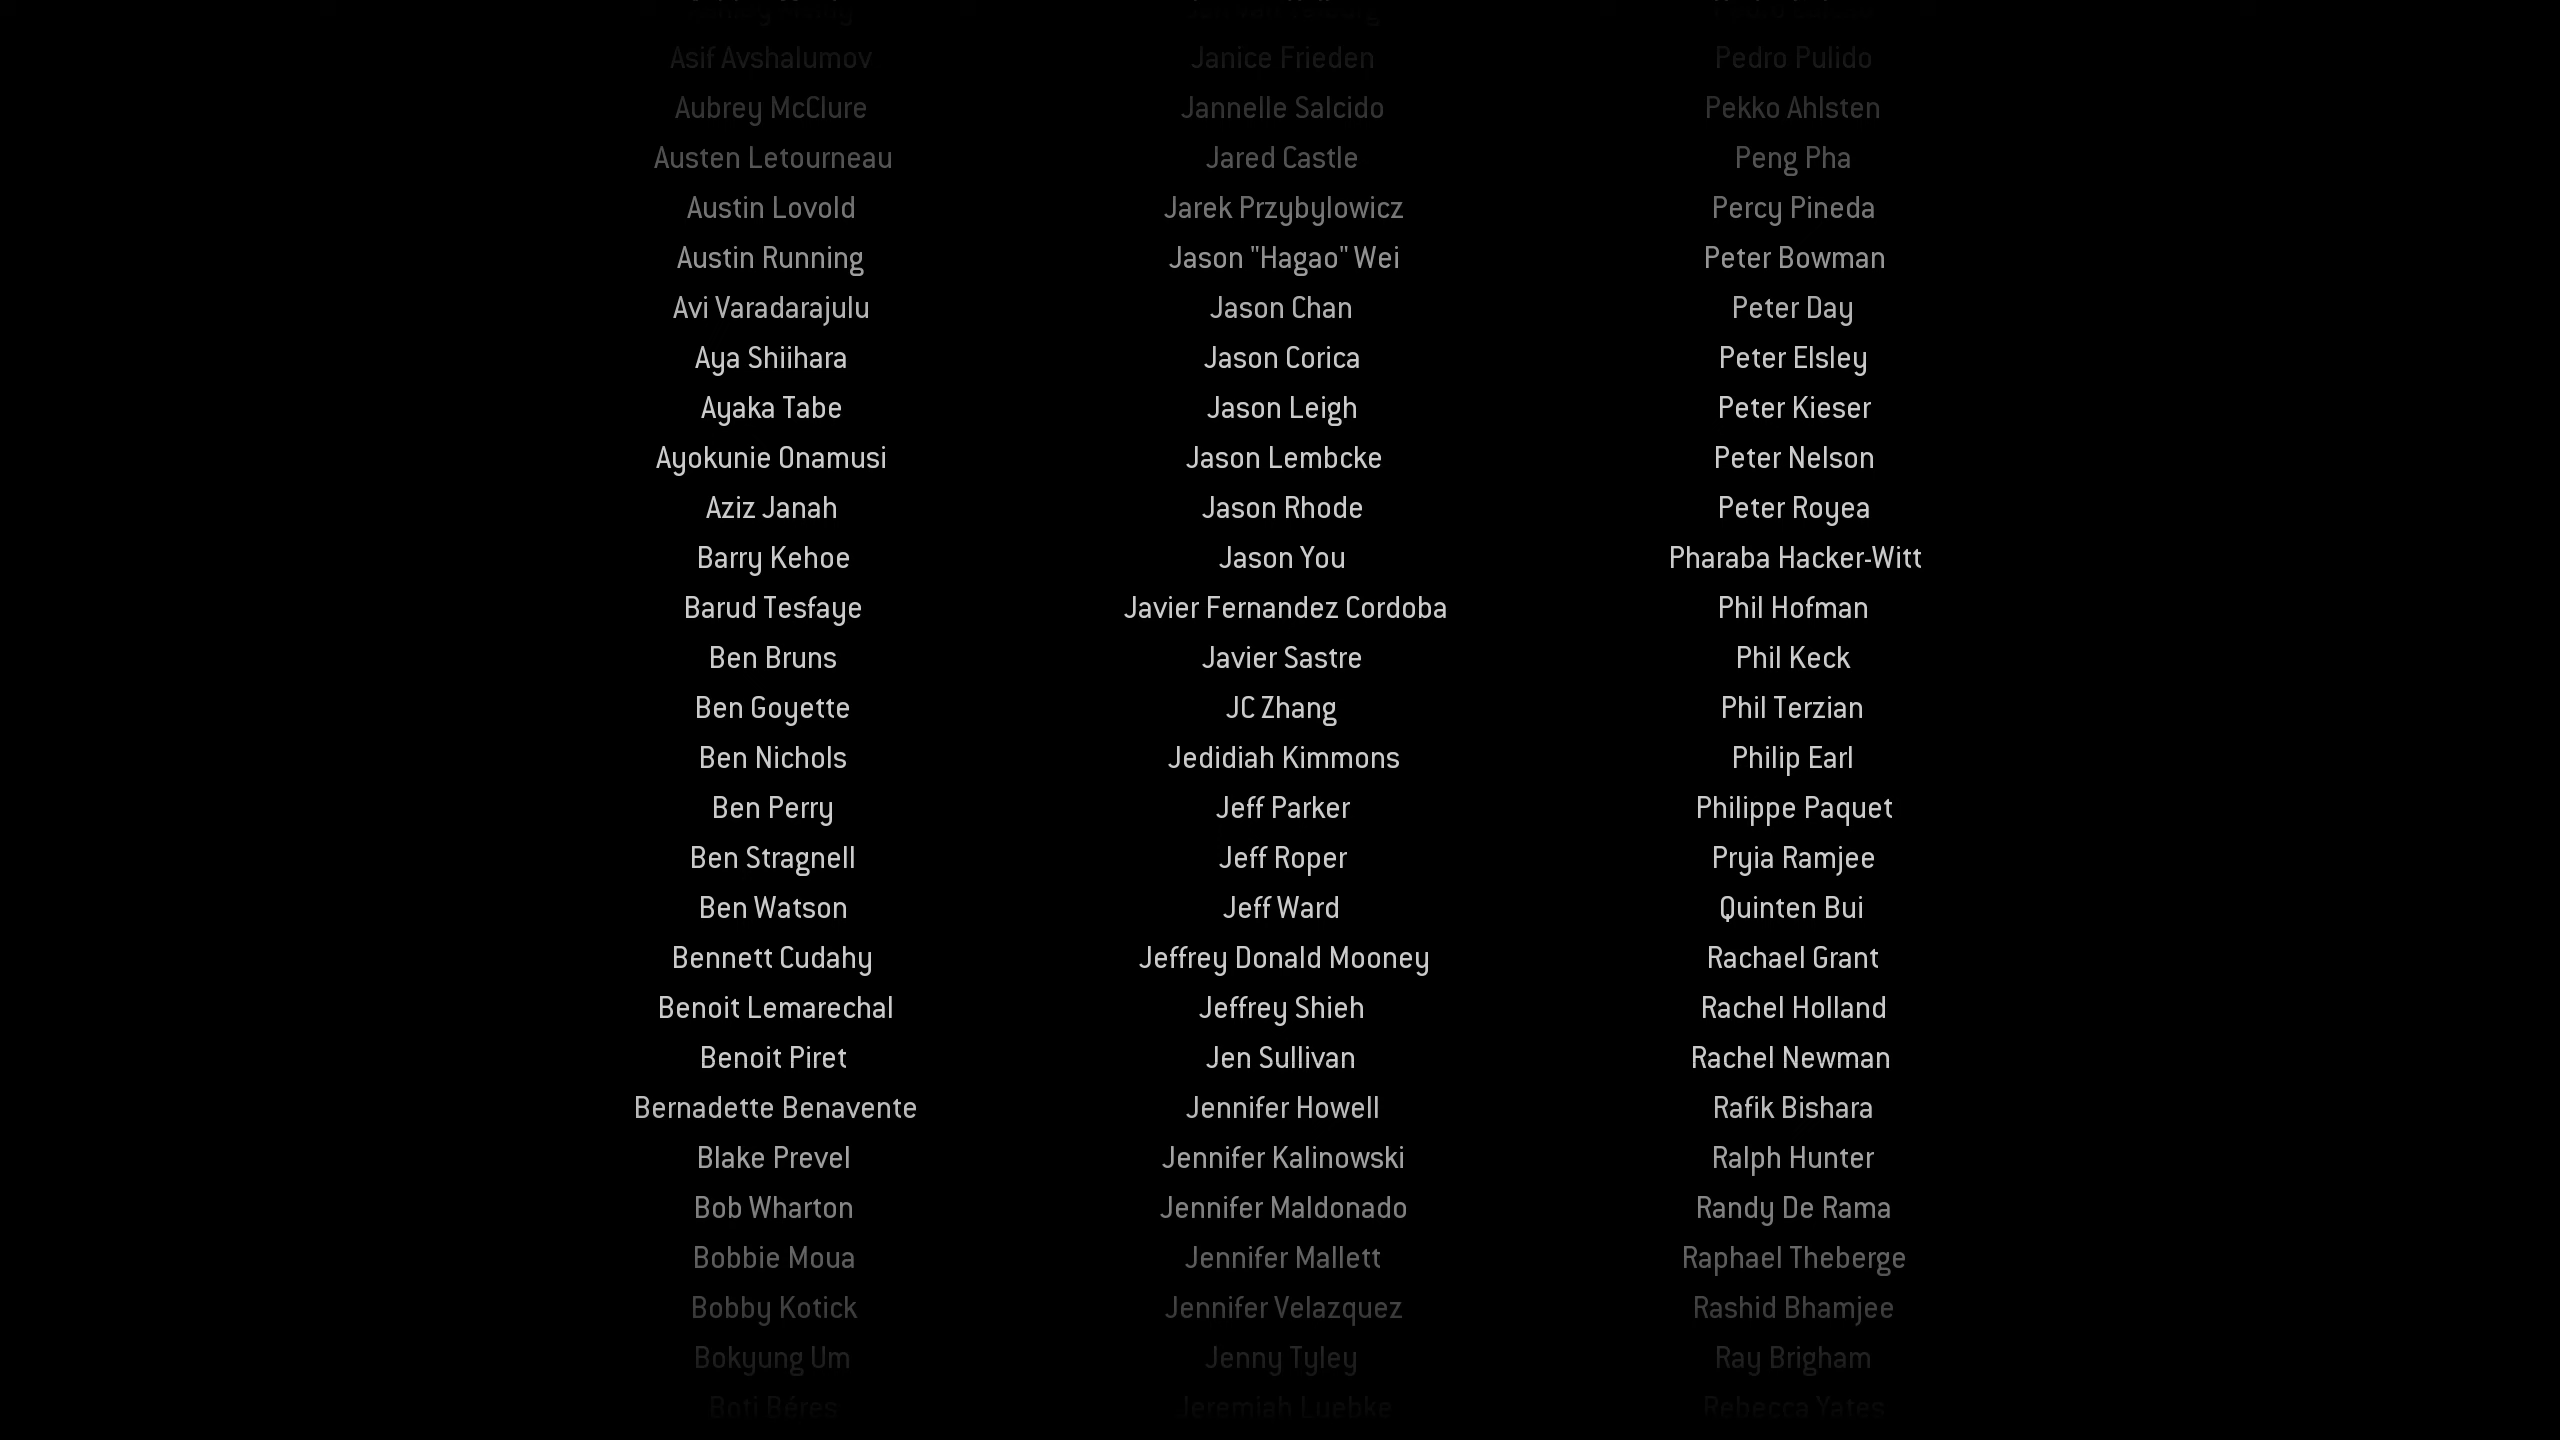 Asif Avshalumov
Aubrey McClure
Austen Letourneau
Austin Lovold
Austin Running
Avi Varadarajulu
Aya Shiihara
Ayaka Tabe
Ayokunie Onamusi
Aziz Janah
Barry Kehoe
Barud Tesfaye
Ben Bruns
Ben Goyette
Ben Nichols
Ben Perry
Ben Stragnell
Ben Watson
Bennett Cudahy
Benoit Lemarechal
Benoit Piret
Bernadette Benavente
Blake Prevel
Bob Wharton
Bobbie Moua
Bobby Kotick
Bokyung Um
Boti Béres
Janice Frieden
Jannelle Salcido
Jared Castle
Jarek Przybylowicz
Jason "Hagao" Wei
Jason Chan
Jason Corica
Jason Leigh
Jason Lembcke
Jason Rhode
Jason You
Javier Fernandez Cordoba
Javier Sastre
JC Zhang
Jedidiah Kimmons
Jeff Parker
Jeff Roper
Jeff Ward
Jeffrey Donald Mooney
Jeffrey Shieh
Jen Sullivan
Jennifer Howell
Jennifer Kalinowski
Jennifer Maldonado
Jennifer Mallett
Jennifer Velazquez
Jenny Tyley
Jeremiah Luebke
Pedro Pulido
Pekko Ahlsten
Peng Pha
Percy Pineda
Peter Bowman
Peter Day
Peter Elsley
Peter Kieser
Peter Nelson
Peter Royea
Pharaba Hacker-Witt
Phil Hofman
Phil Keck
Phil Terzian
Philip Earl
Philippe Paquet
Pryia Ramjee
Quinten Bui
Rachael Grant
Rachel Holland
Rachel Newman
Rafik Bishara
Ralph Hunter
Randy De Rama
Raphael Theberge
Rashid Bhamjee
Ray Brigham
Rebecca Yates